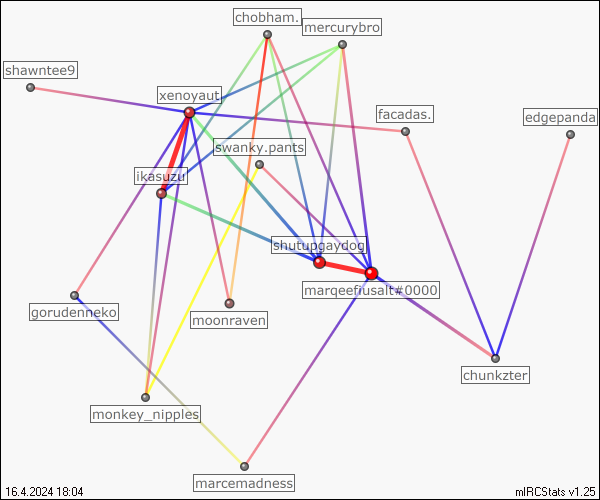 chobham.
mercurybro
shawntee9
xenoyaut
facadas.
edgepanda
swanky.pants
ikasuzu
shutupgaydog
marqeefiusalt#0000
gorudenneko
moonraven
chunkzter
monkey_nipples
marcemadness
16.4.2024 18:04
mIRCStats v1.25